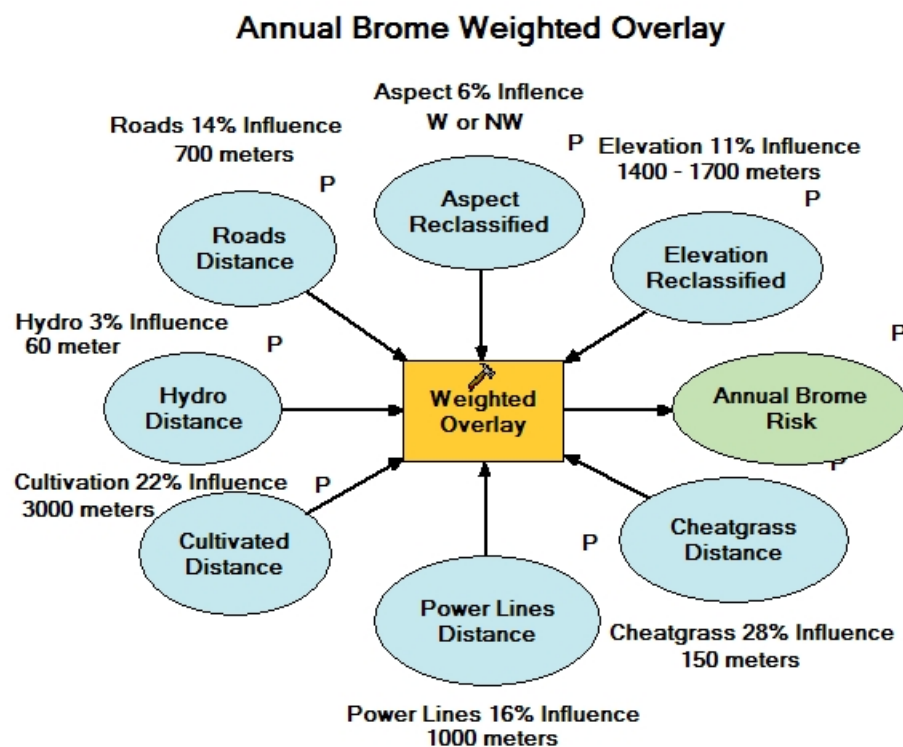 Annual Brome Weighted Overlay
Aspect 6% Inflence
W or NW
Roads 14% Influence
700 meters
P
Elevation 11% Influence
1400 - 1700 meters
P
P
Aspect
Reclassified
Roads
Distance
Elevation
Reclassified
Hydro 3% Influence
60 meter
P
P
Hydro
Distance
Weighted
Overlay
Annual Brome
Risk
P
Cultivation 22% Influence
3000 meters
P
Cultivated
Distance
P
Cheatgrass
Distance
Power Lines
Distance
Cheatgrass 28% Influence
150 meters
Power Lines 16% Influence
1000 meters